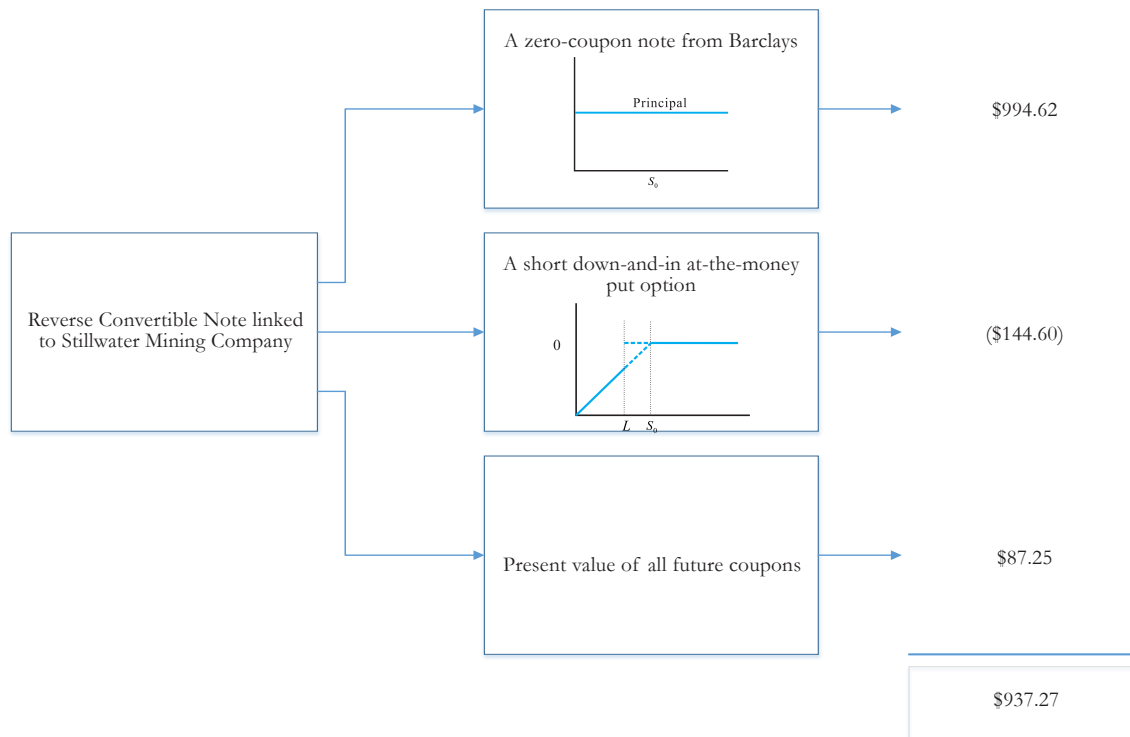 A zero-coupon note from Barclays
Principal
S₀
$994.62
Reverse Convertible Note linked
to Stillwater Mining Company
A short down-and-in at-the-money
put option
0
L S₀
($144.60)
Present value of all future coupons
$87.25
$937.27